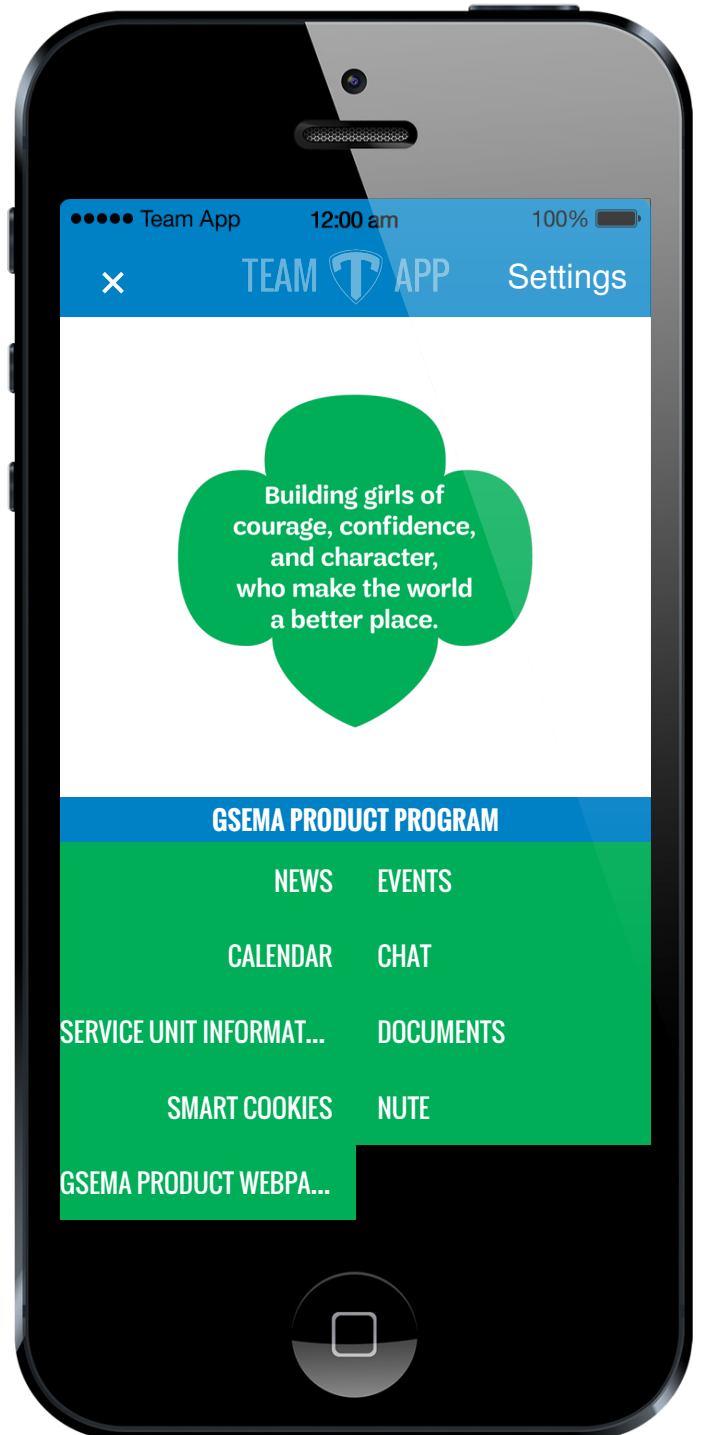 ●●●●● Team App 12:00 am 100%
× TEAM T APP Settings
Building girls of
courage, confidence,
and character,
who make the world
a better place.
GSEMA PRODUCT PROGRAM
NEWS EVENTS
CALENDAR CHAT
SERVICE UNIT INFORMAT... DOCUMENTS
SMART COOKIES NUTE
GSEMA PRODUCT WEBPA...